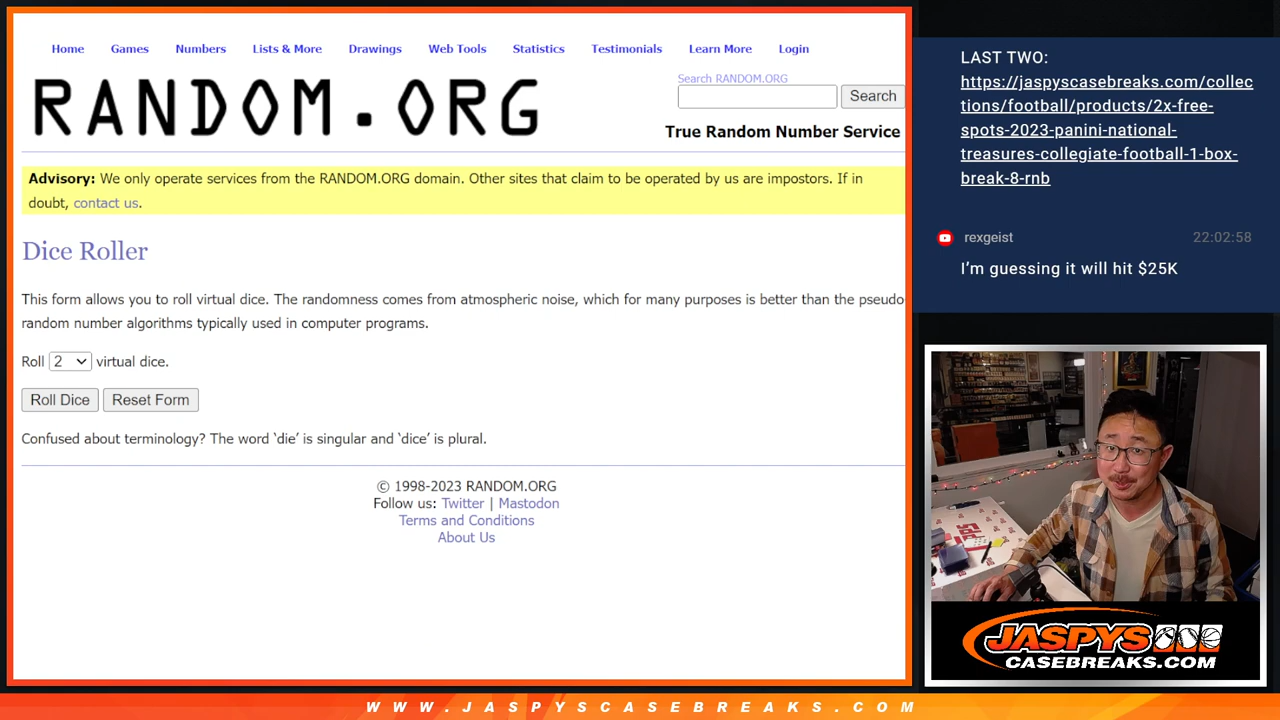 Home Games Numbers Lists & More Drawings Web Tools Statistics Testimonials Learn More Login
RANDOM.ORG
Search RANDOM.ORG
Search
True Random Number Service
Advisory: We only operate services from the RANDOM.ORG domain. Other sites that claim to be operated by us are impostors. If in
doubt, contact us.
Dice Roller
This form allows you to roll virtual dice. The randomness comes from atmospheric noise, which for many purposes is better than the pseudo
random number algorithms typically used in computer programs.
Roll 2 virtual dice.
Roll Dice Reset Form
Confused about terminology? The word ‘die’ is singular and ‘dice’ is plural.
© 1998-2023 RANDOM.ORG
Follow us: Twitter | Mastodon
Terms and Conditions
About Us
LAST TWO:
https://jaspyscasebreaks.com/collec
tions/football/products/2x-free-
spots-2023-panini-national-
treasures-collegiate-football-1-box-
break-8-rnb
rexgeist 22:02:58
I’m guessing it will hit $25K
JASPYS
CASEBREAKS.COM
WWW.JASPYSCASEBREAKS.COM